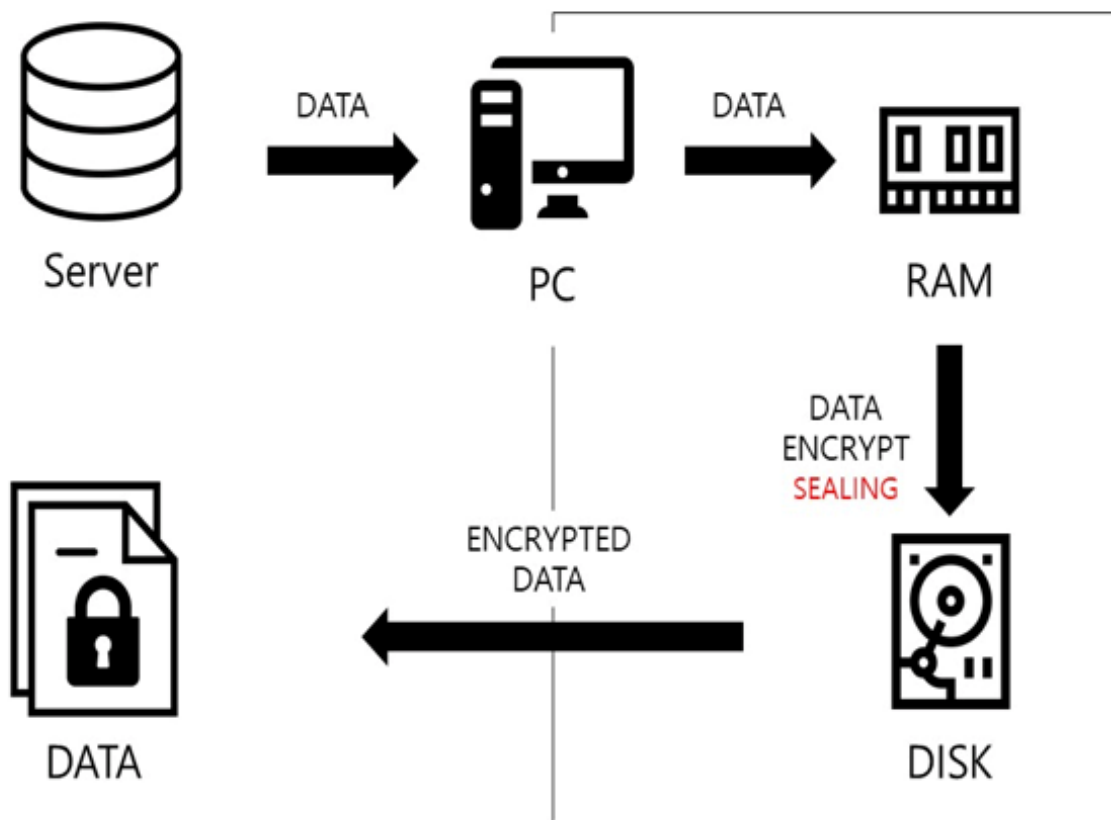 DATA
DATA
Server
PC
RAM
DATA
ENCRYPT
SEALING
ENCRYPTED
DATA
DATA
DISK